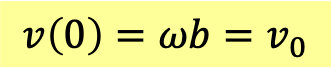 𝑣(0) = 𝜔𝑏 = 𝑣₀